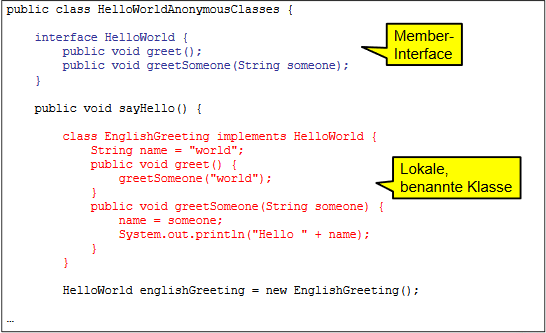 public class HelloWorldAnonymousClasses {
interface HelloWorld {
public void greet();
public void greetSomeone(String someone);
}
Member-
Interface
public void sayHello() {
class EnglishGreeting implements HelloWorld {
String name = "world";
public void greet() {
greetSomeone("world");
}
public void greetSomeone(String someone) {
name = someone;
System.out.println("Hello " + name);
}
}
Lokale,
benannte Klasse
HelloWorld englishGreeting = new EnglishGreeting();
…